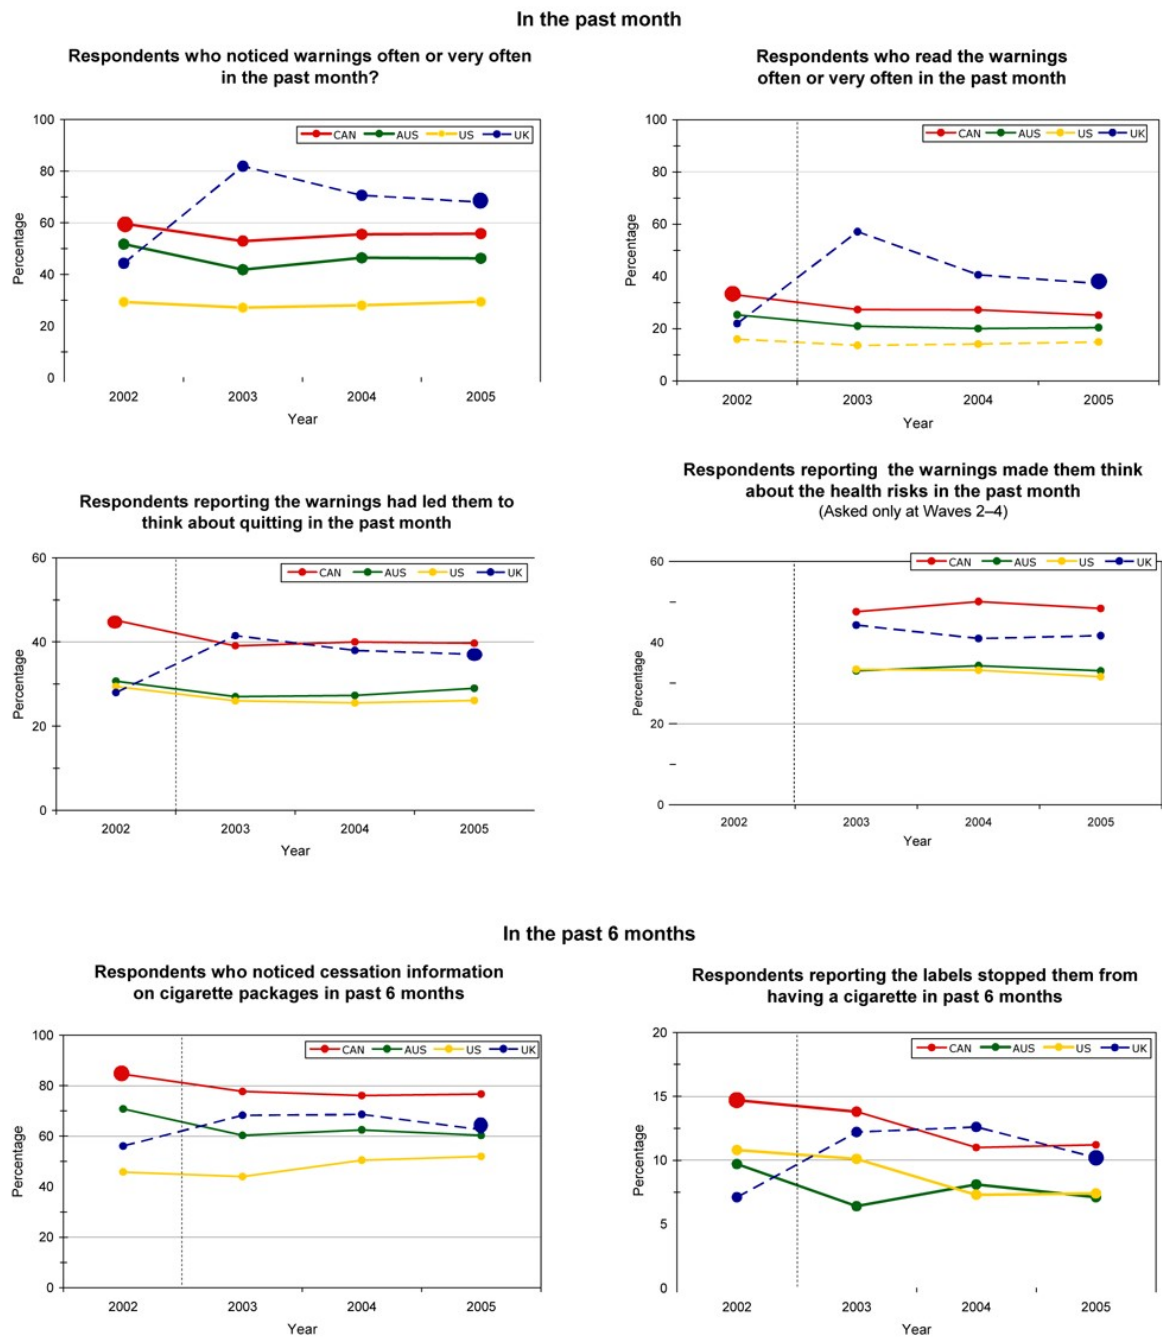 In the past month
Respondents who noticed warnings often or very often
in the past month?
100
80
60
40
20
0
Percentage
CAN AUS US UK
2002 2003 2004 2005
Year
Respondents who read the warnings
often or very often in the past month
100
80
60
40
20
0
Percentage
CAN AUS US UK
2002 2003 2004 2005
Year
Respondents reporting the warnings had led them to
think about quitting in the past month
60
40
20
0
Percentage
CAN AUS US UK
2002 2003 2004 2005
Year
Respondents reporting the warnings made them think
about the health risks in the past month
(Asked only at Waves 2–4)
60
40
20
0
Percentage
CAN AUS US UK
2002 2003 2004 2005
Year
In the past 6 months
Respondents who noticed cessation information
on cigarette packages in past 6 months
100
80
60
40
20
0
Percentage
CAN AUS US UK
2002 2003 2004 2005
Year
Respondents reporting the labels stopped them from
having a cigarette in past 6 months
20
15
10
5
0
Percentage
CAN AUS US UK
2002 2003 2004 2005
Year